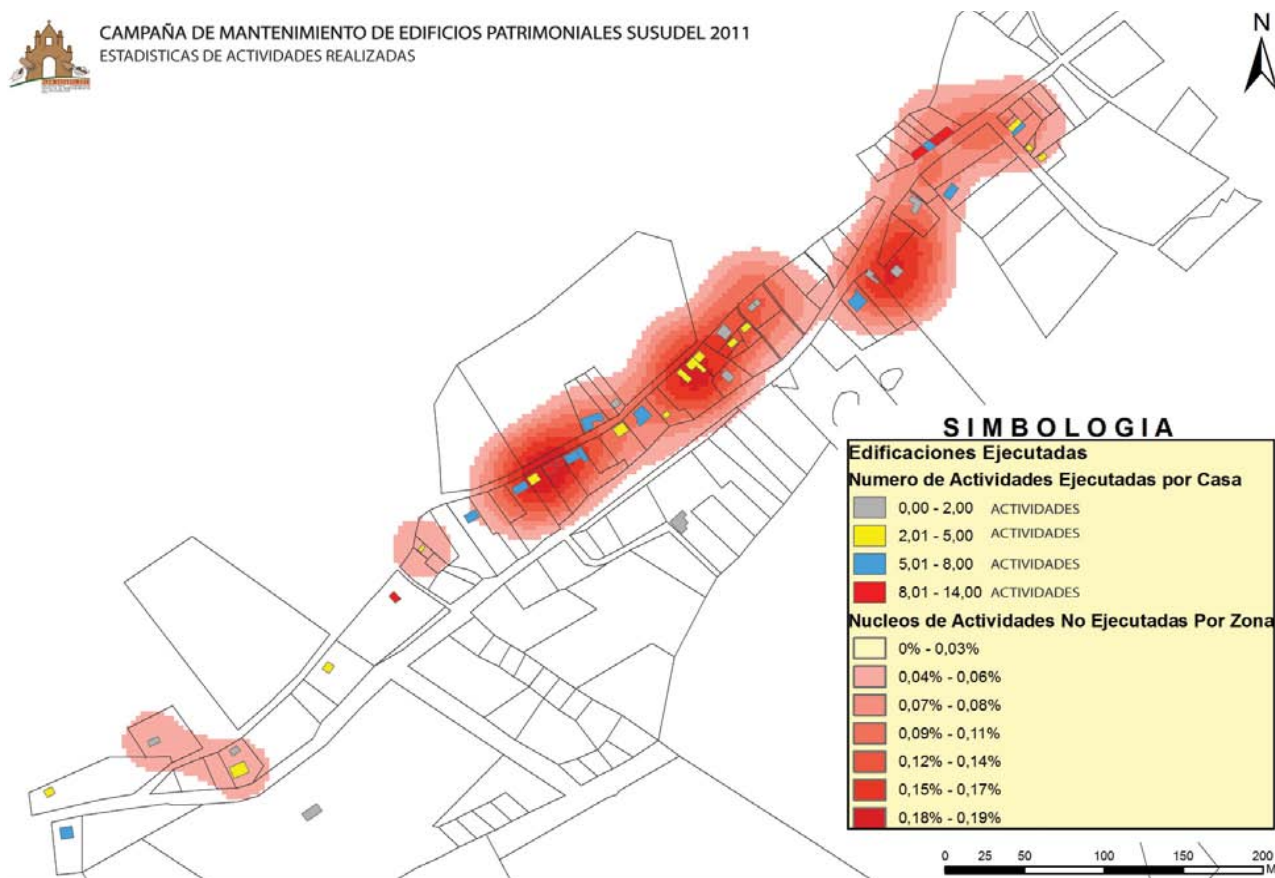 CAMPAÑA DE MANTENIMIENTO DE EDIFICIOS PATRIMONIALES SUSUDEL 2011
ESTADISTICAS DE ACTIVIDADES REALIZADAS
N
SIMBOLOGIA
Edificaciones Ejecutadas
Numero de Actividades Ejecutadas por Casa
0,00 - 2,00 ACTIVIDADES
2,01 - 5,00 ACTIVIDADES
5,01 - 8,00 ACTIVIDADES
8,01 - 14,00 ACTIVIDADES
Nucleos de Actividades No Ejecutadas Por Zona
0% - 0,03%
0,04% - 0,06%
0,07% - 0,08%
0,09% - 0,11%
0,12% - 0,14%
0,15% - 0,17%
0,18% - 0,19%
0 25 50 100 150 200
M